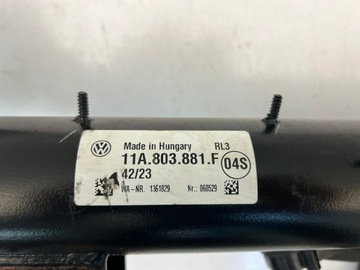 Made in Hungary RL3
11A.803.881.F 04S
42/23
WA-NR. 1361829 Nr.: 060529